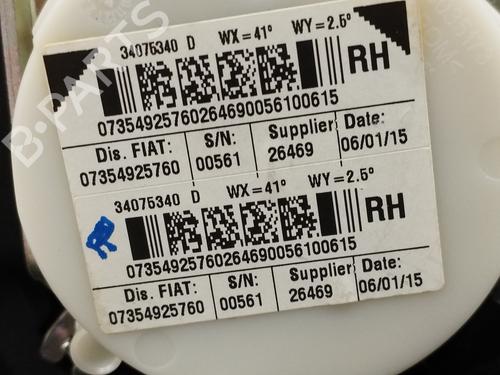 34075340 D WX=41° WY=2.5°
RH
07354925760264690056100615
Dis. FIAT: S/N: Supplier: Date:
07354925760 00561 26469 06/01/15
34075340 D WX=41° WY=2.5°
RH
07354925760264690056100615
Dis. FIAT: S/N: Supplier: Date:
07354925760 00561 26469 06/01/15
B-PARTS